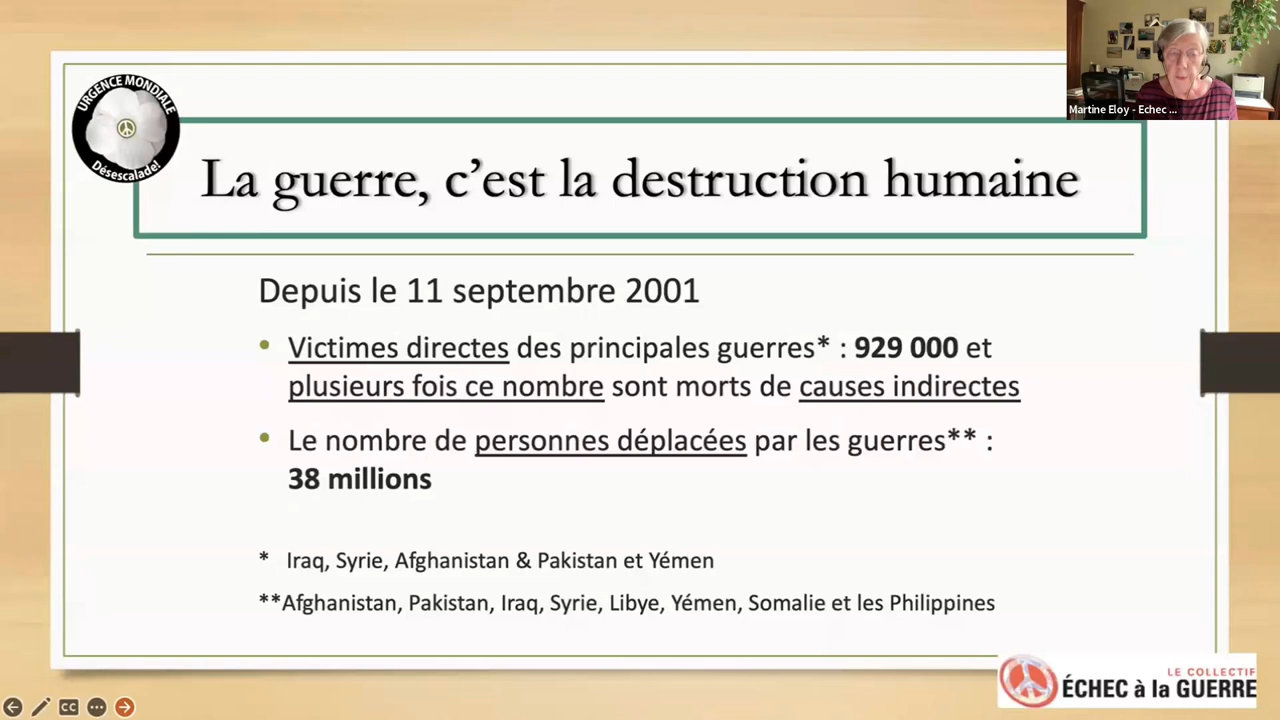 URGENCE MONDIALE
Désescalade!
Martine Eloy - Echec ...
La guerre, c’est la destruction humaine
Depuis le 11 septembre 2001
• Victimes directes des principales guerres* : 929 000 et
plusieurs fois ce nombre sont morts de causes indirectes
• Le nombre de personnes déplacées par les guerres** :
38 millions
* Iraq, Syrie, Afghanistan & Pakistan et Yémen
**Afghanistan, Pakistan, Iraq, Syrie, Libye, Yémen, Somalie et les Philippines
LE COLLECTIF
ÉCHEC à la GUERRE
CC